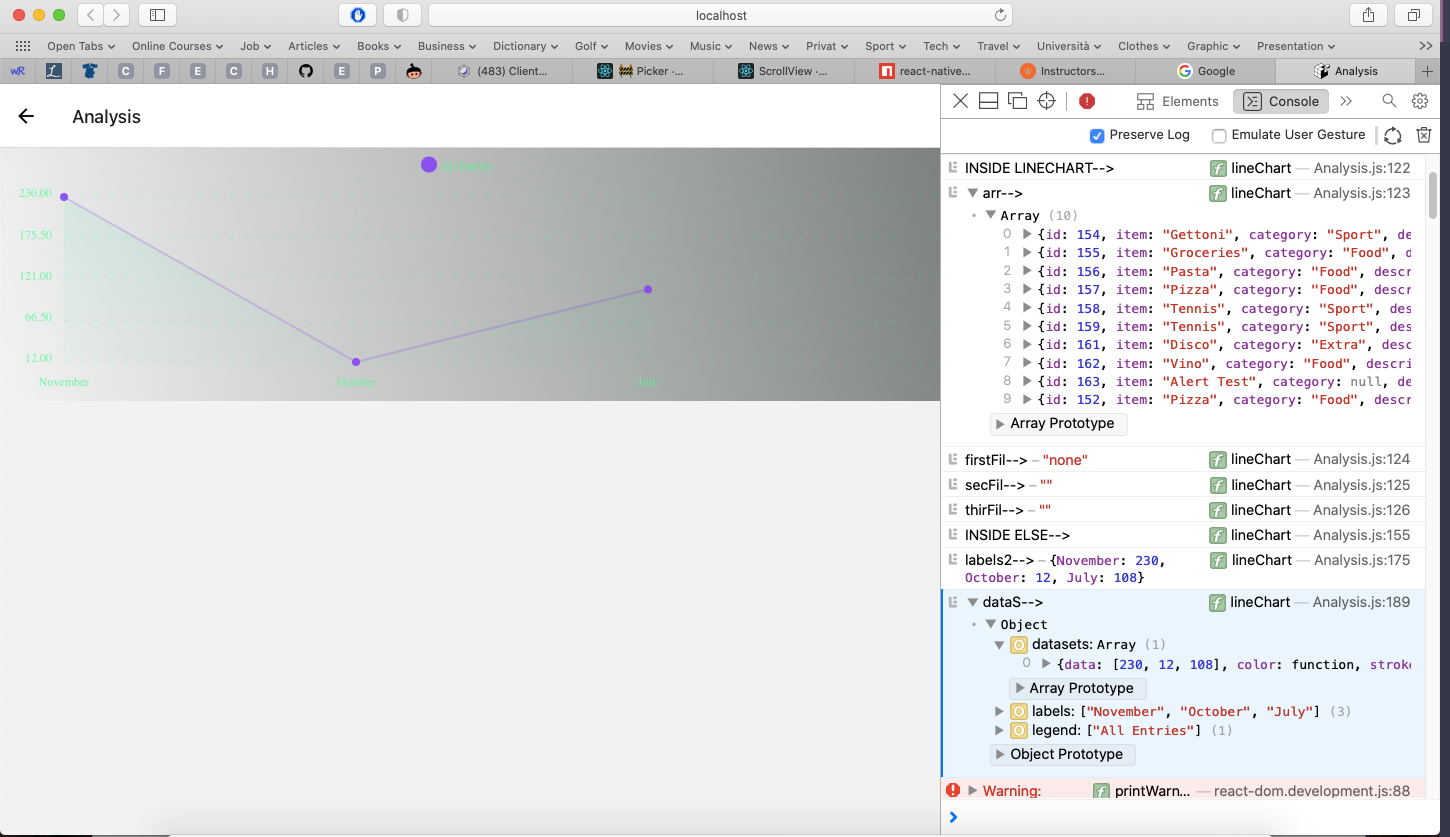 localhost
Open Tabs Online Courses Job Articles Books Business Dictionary Golf Movies Music News Privat Sport Tech Travel Università Clothes Graphic Presentation
wR L C F E C H E P (483) Client... Picker -... ScrollView -... react-native... Instructors... Google Analysis
Analysis
All Entries
230.00
175.50
121.00
66.50
12.00
November October July
Elements Console
Preserve Log Emulate User Gesture
INSIDE LINECHART--> f lineChart — Analysis.js:122
arr--> f lineChart — Analysis.js:123
Array (10)
0 {id: 154, item: "Gettoni", category: "Sport", de
1 {id: 155, item: "Groceries", category: "Food", d
2 {id: 156, item: "Pasta", category: "Food", descr
3 {id: 157, item: "Pizza", category: "Food", descr
4 {id: 158, item: "Tennis", category: "Sport", des
5 {id: 159, item: "Tennis", category: "Sport", des
6 {id: 161, item: "Disco", category: "Extra", desc
7 {id: 162, item: "Vino", category: "Food", descri
8 {id: 163, item: "Alert Test", category: null, de
9 {id: 152, item: "Pizza", category: "Food", descr
Array Prototype
firstFil--> – "none" f lineChart — Analysis.js:124
secFil--> – "" f lineChart — Analysis.js:125
thirFil--> – "" f lineChart — Analysis.js:126
INSIDE ELSE--> f lineChart — Analysis.js:155
labels2--> – {November: 230, f lineChart — Analysis.js:175
October: 12, July: 108}
dataS--> f lineChart — Analysis.js:189
Object
O datasets: Array (1)
0 {data: [230, 12, 108], color: function, stroke
Array Prototype
O labels: ["November", "October", "July"] (3)
O legend: ["All Entries"] (1)
Object Prototype
Warning: f printWarn... — react-dom.development.js:88